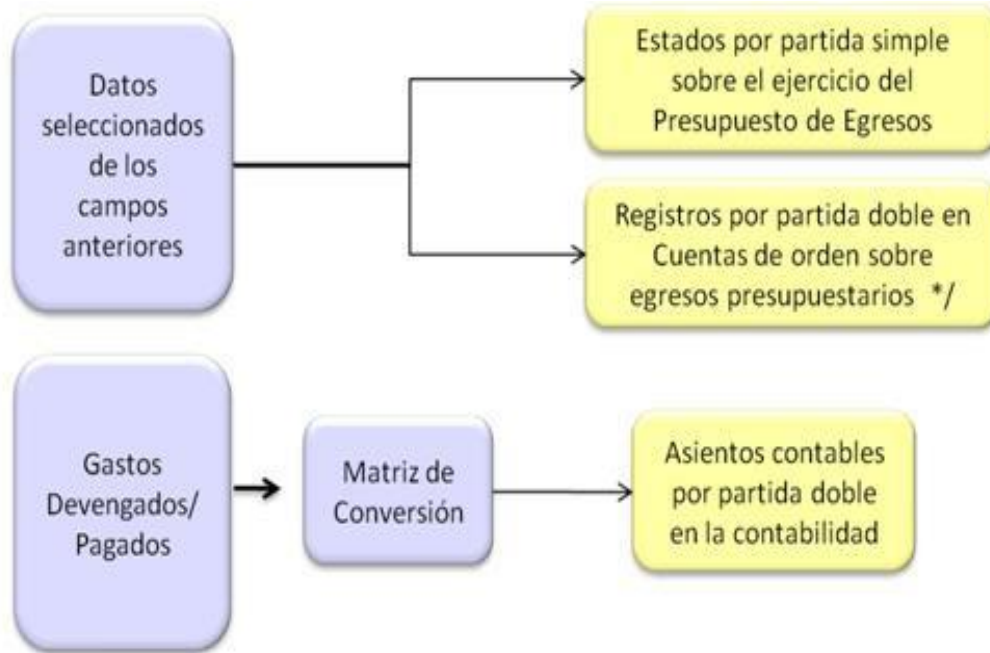 Datos
seleccionados
de los
campos
anteriores
Estados por partida simple
sobre el ejercicio del
Presupuesto de Egresos
Registros por partida doble en
Cuentas de orden sobre
egresos presupuestarios */
Gastos
Devengados/
Pagados
Matriz de
Conversión
Asientos contables
por partida doble
en la contabilidad